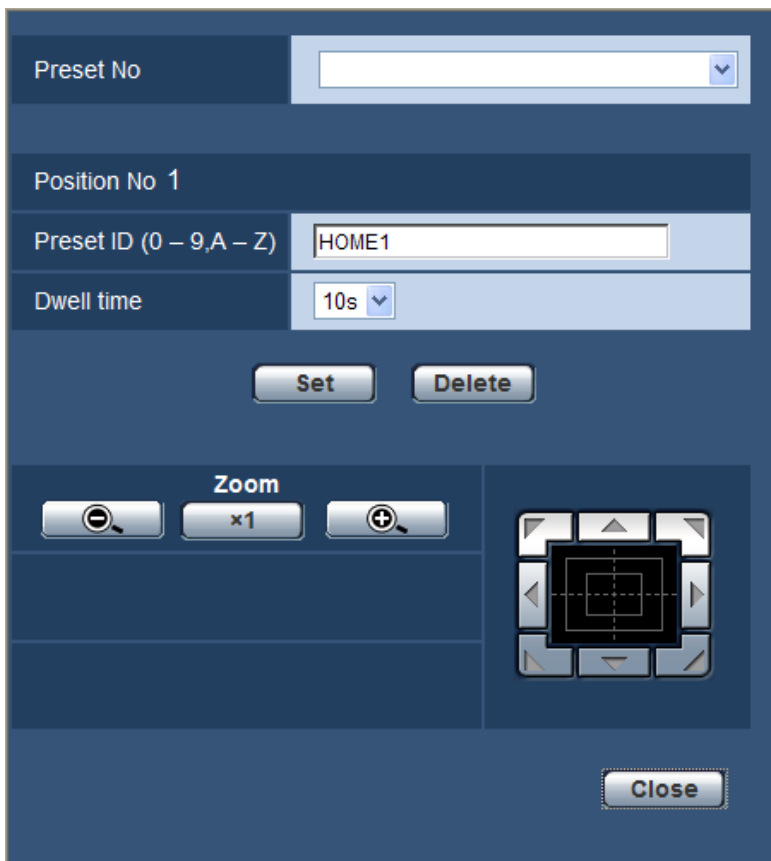 Preset No
Position No 1
Preset ID (0 – 9,A – Z) HOME1
Dwell time 10s
Set Delete
Zoom
×1
Close